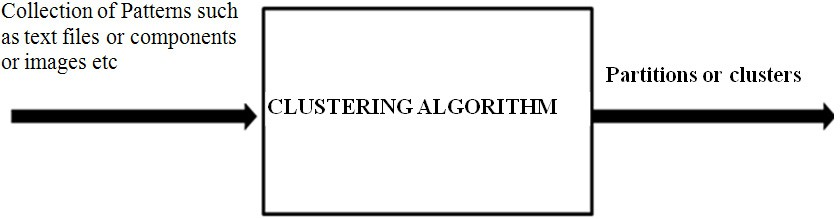 Collection of Patterns such
as text files or components
or images etc
CLUSTERING ALGORITHM
Partitions or clusters